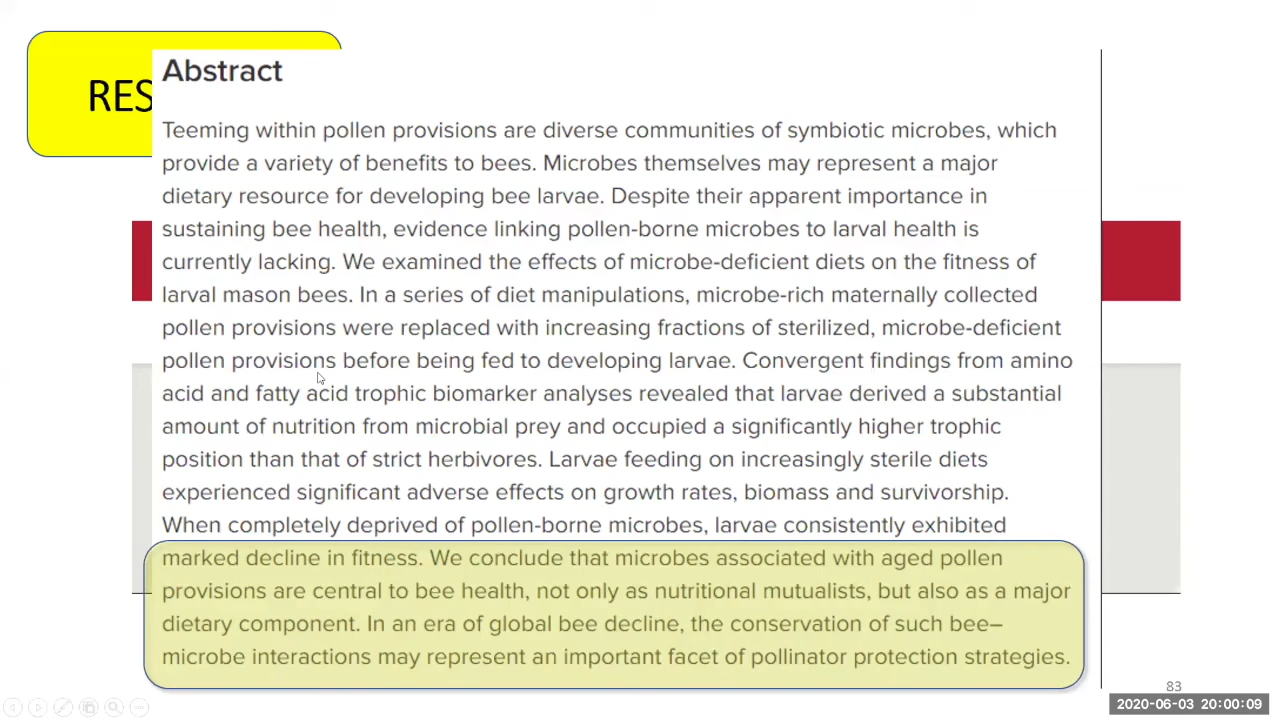 RES
Abstract
Teeming within pollen provisions are diverse communities of symbiotic microbes, which
provide a variety of benefits to bees. Microbes themselves may represent a major
dietary resource for developing bee larvae. Despite their apparent importance in
sustaining bee health, evidence linking pollen-borne microbes to larval health is
currently lacking. We examined the effects of microbe-deficient diets on the fitness of
larval mason bees. In a series of diet manipulations, microbe-rich maternally collected
pollen provisions were replaced with increasing fractions of sterilized, microbe-deficient
pollen provisions before being fed to developing larvae. Convergent findings from amino
acid and fatty acid trophic biomarker analyses revealed that larvae derived a substantial
amount of nutrition from microbial prey and occupied a significantly higher trophic
position than that of strict herbivores. Larvae feeding on increasingly sterile diets
experienced significant adverse effects on growth rates, biomass and survivorship.
When completely deprived of pollen-borne microbes, larvae consistently exhibited
marked decline in fitness. We conclude that microbes associated with aged pollen
provisions are central to bee health, not only as nutritional mutualists, but also as a major
dietary component. In an era of global bee decline, the conservation of such bee–
microbe interactions may represent an important facet of pollinator protection strategies.
83
2020-06-03 20:00:09